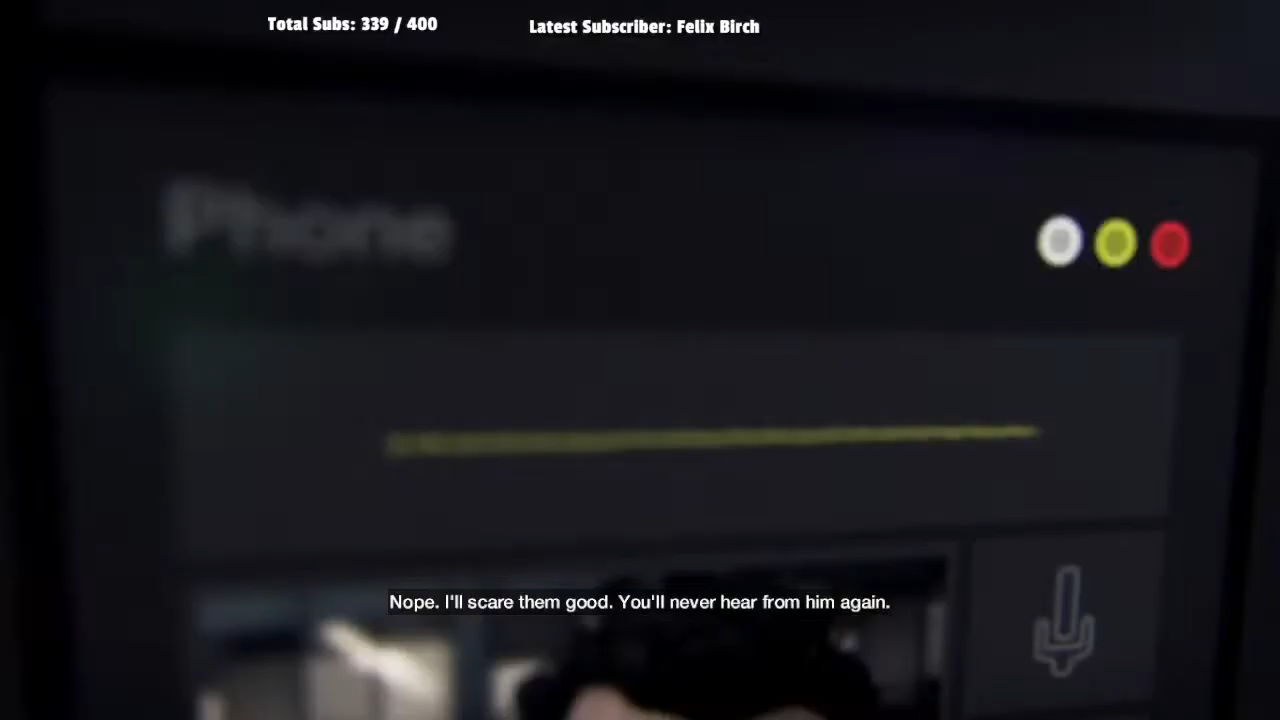 Total Subs: 339 / 400
Latest Subscriber: Felix Birch
Phone
Nope. I'll scare them good. You'll never hear from him again.